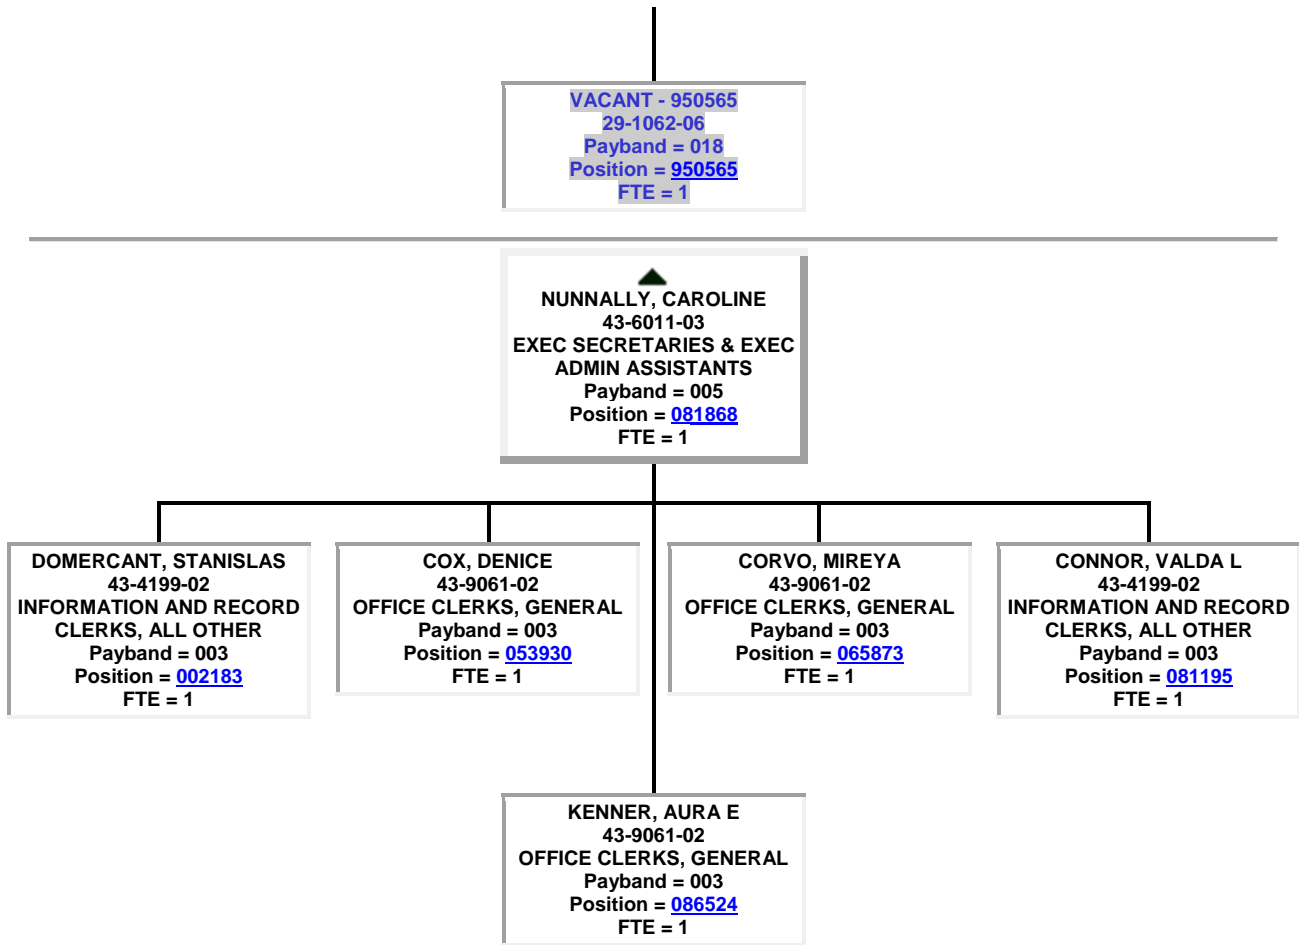 VACANT - 950565
29-1062-06
Payband = 018
Position = 950565
FTE = 1
NUNNALLY, CAROLINE
43-6011-03
EXEC SECRETARIES & EXEC
ADMIN ASSISTANTS
Payband = 005
Position = 081868
FTE = 1
DOMERCANT, STANISLAS
43-4199-02
INFORMATION AND RECORD
CLERKS, ALL OTHER
Payband = 003
Position = 002183
FTE = 1
COX, DENICE
43-9061-02
OFFICE CLERKS, GENERAL
Payband = 003
Position = 053930
FTE = 1
CORVO, MIREYA
43-9061-02
OFFICE CLERKS, GENERAL
Payband = 003
Position = 065873
FTE = 1
CONNOR, VALDA L
43-4199-02
INFORMATION AND RECORD
CLERKS, ALL OTHER
Payband = 003
Position = 081195
FTE = 1
KENNER, AURA E
43-9061-02
OFFICE CLERKS, GENERAL
Payband = 003
Position = 086524
FTE = 1